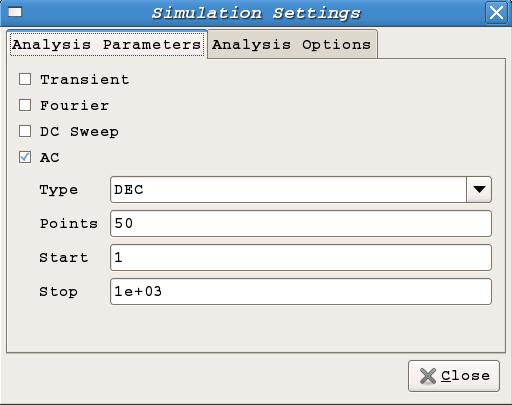 Simulation Settings
Analysis Parameters Analysis Options
Transient
Fourier
DC Sweep
AC
Type DEC
Points 50
Start 1
Stop 1e+03
Close